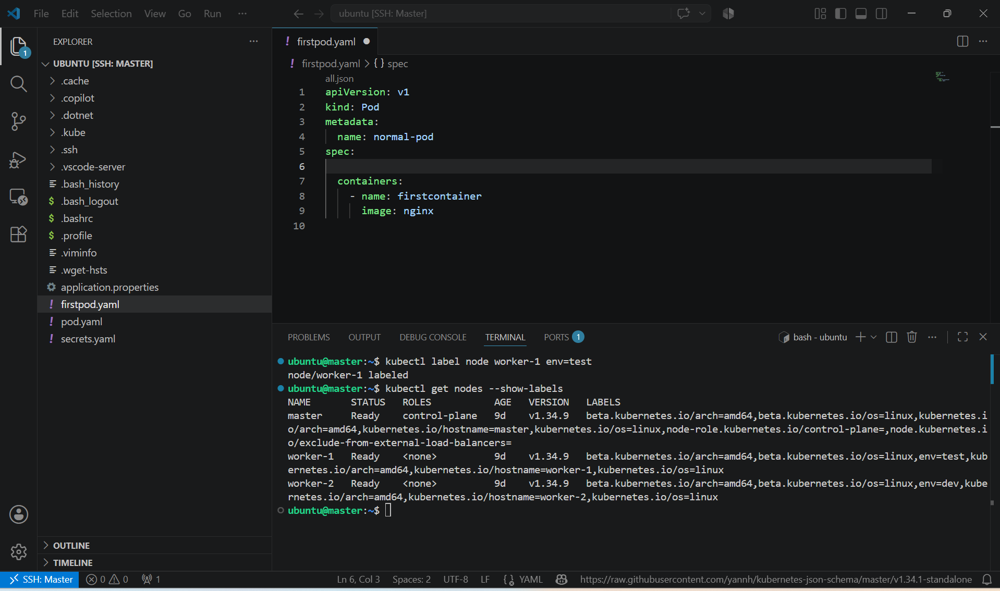 File Edit Selection View Go Run ubuntu [SSH: Master]
EXPLORER
1
UBUNTU [SSH: MASTER]
.cache
.copilot
.dotnet
.kube
.ssh
.vscode-server
.bash_history
$ .bash_logout
$ .bashrc
$ .profile
.viminfo
.wget-hsts
application.properties
! firstpod.yaml
! pod.yaml
! secrets.yaml
OUTLINE
TIMELINE
! firstpod.yaml
! firstpod.yaml > {} spec
all.json
1 apiVersion: v1
2 kind: Pod
3 metadata:
4   name: normal-pod
5 spec:
6
7   containers:
8     - name: firstcontainer
9       image: nginx
10
PROBLEMS OUTPUT DEBUG CONSOLE TERMINAL PORTS 1 bash - ubuntu
ubuntu@master:~$ kubectl label node worker-1 env=test
node/worker-1 labeled
ubuntu@master:~$ kubectl get nodes --show-labels
NAME       STATUS   ROLES           AGE   VERSION   LABELS
master     Ready    control-plane   9d    v1.34.9   beta.kubernetes.io/arch=amd64,beta.kubernetes.io/os=linux,kubernetes.i
o/arch=amd64,kubernetes.io/hostname=master,kubernetes.io/os=linux,node-role.kubernetes.io/control-plane=,node.kubernetes.i
o/exclude-from-external-load-balancers=
worker-1   Ready    <none>          9d    v1.34.9   beta.kubernetes.io/arch=amd64,beta.kubernetes.io/os=linux,env=test,kub
ernetes.io/arch=amd64,kubernetes.io/hostname=worker-1,kubernetes.io/os=linux
worker-2   Ready    <none>          9d    v1.34.9   beta.kubernetes.io/arch=amd64,beta.kubernetes.io/os=linux,env=dev,kube
rnetes.io/arch=amd64,kubernetes.io/hostname=worker-2,kubernetes.io/os=linux
ubuntu@master:~$
SSH: Master 0 0 1 Ln 6, Col 3 Spaces: 2 UTF-8 LF {} YAML https://raw.githubusercontent.com/yannh/kubernetes-json-schema/master/v1.34.1-standalone